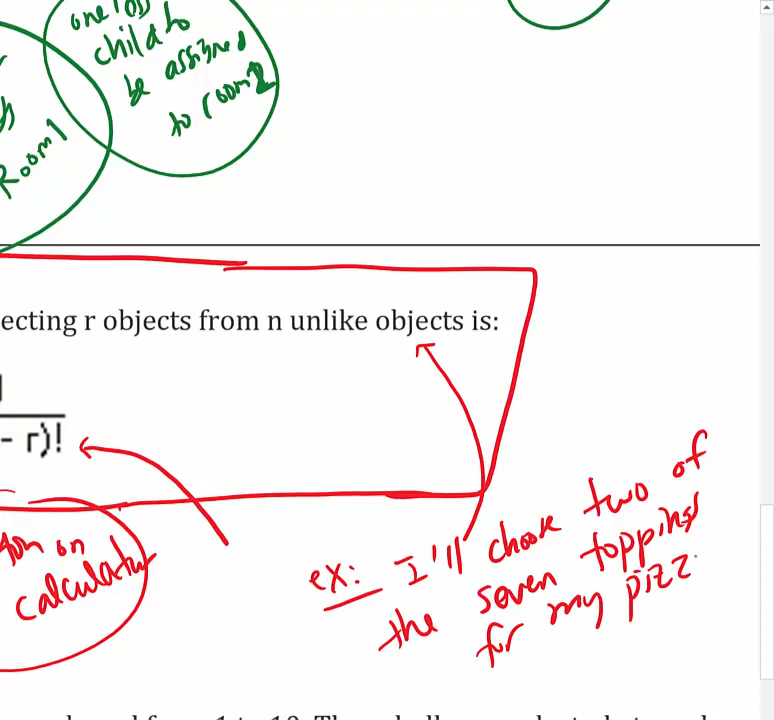 one
child to
be assigned
to room 2
Room 1
ecting r objects from n unlike objects is:
- r)!
on
calculator
ex: I'll choose two of
the seven toppings
for my pizz